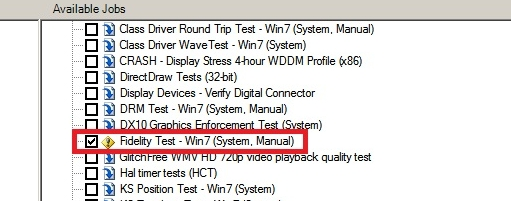 Available Jobs
Class Driver Round Trip Test - Win7 (System, Manual)
Class Driver Wave Test - Win7 (System)
CRASH - Display Stress 4-hour WDDM Profile (x86)
DirectDraw Tests (32-bit)
Display Devices - Verify Digital Connector
DRM Test - Win7 (System, Manual)
DX10 Graphics Enforcement Test (System)
Fidelity Test - Win7 (System, Manual)
GlitchFree WMV HD 720p video playback quality test
Hal timer tests (HCT)
KS Position Test - Win7 (System)